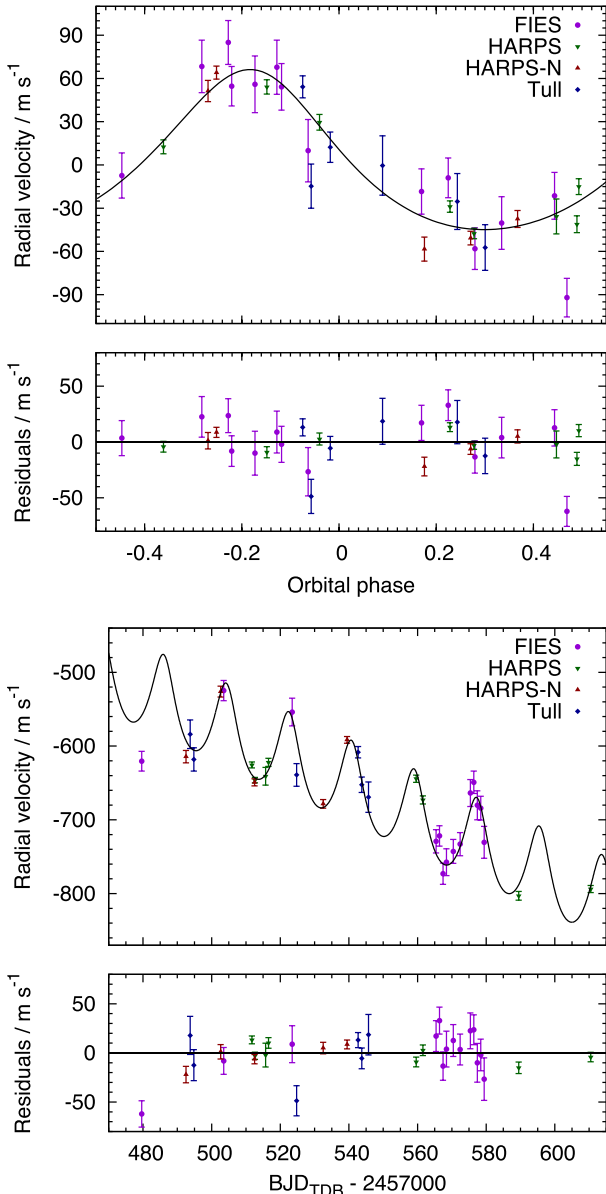 FIES
HARPS
HARPS-N
Tull
90
60
30
0
-30
-60
-90
Radial velocity / m s-1
50
0
-50
Residuals / m s-1
-0.4
-0.2
0
0.2
0.4
Orbital phase
FIES
HARPS
HARPS-N
Tull
-500
-600
-700
-800
Radial velocity / m s-1
50
0
-50
Residuals / m s-1
480
500
520
540
560
580
600
BJDTDB - 2457000